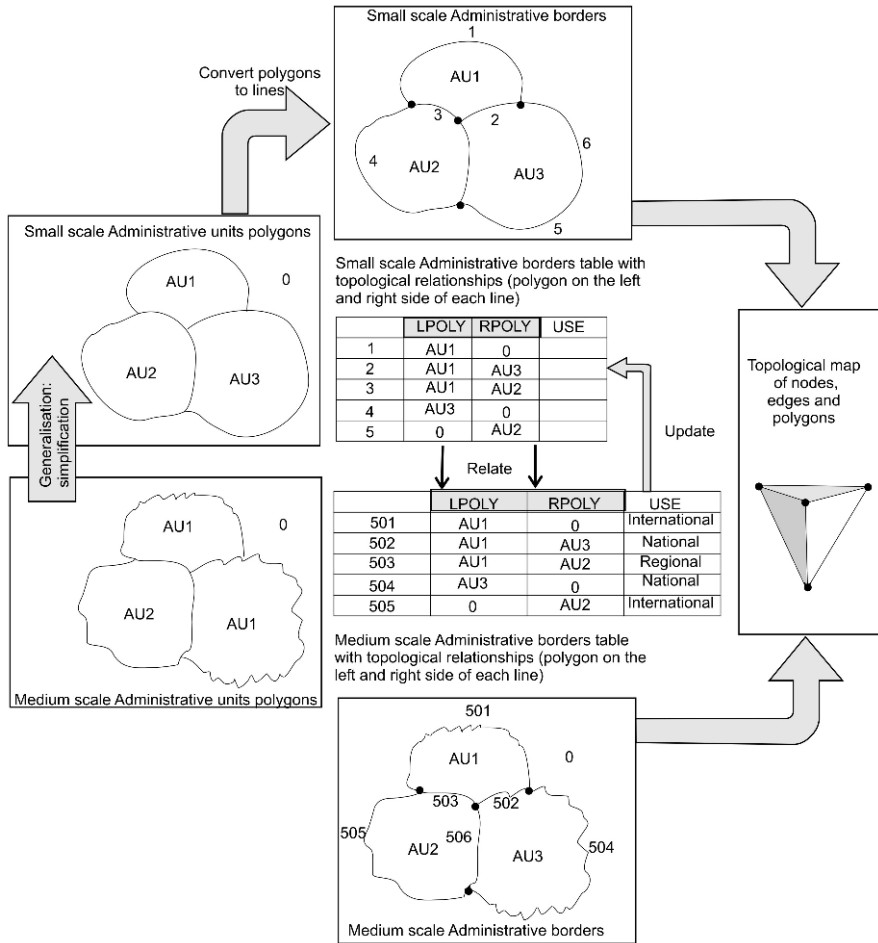 Small scale Administrative borders
1
AU1
3
2
4
AU2
6
AU3
5
Convert polygons
to lines
Small scale Administrative units polygons
AU1
0
AU2
AU3
Generalisation:
simplification
AU1
0
AU2
AU1
Medium scale Administrative units polygons
Small scale Administrative borders table with
topological relationships (polygon on the left
and right side of each line)
LPOLY RPOLY USE
1 AU1 0
2 AU1 AU3
3 AU1 AU2
4 AU3 0
5 0 AU2
Relate
Update
LPOLY RPOLY USE
501 AU1 0 International
502 AU1 AU3 National
503 AU1 AU2 Regional
504 AU3 0 National
505 0 AU2 International
Medium scale Administrative borders table
with topological relationships (polygon on the
left and right side of each line)
Topological map
of nodes,
edges and
polygons
501
AU1
0
503
502
505
506
AU2
AU3
504
Medium scale Administrative borders